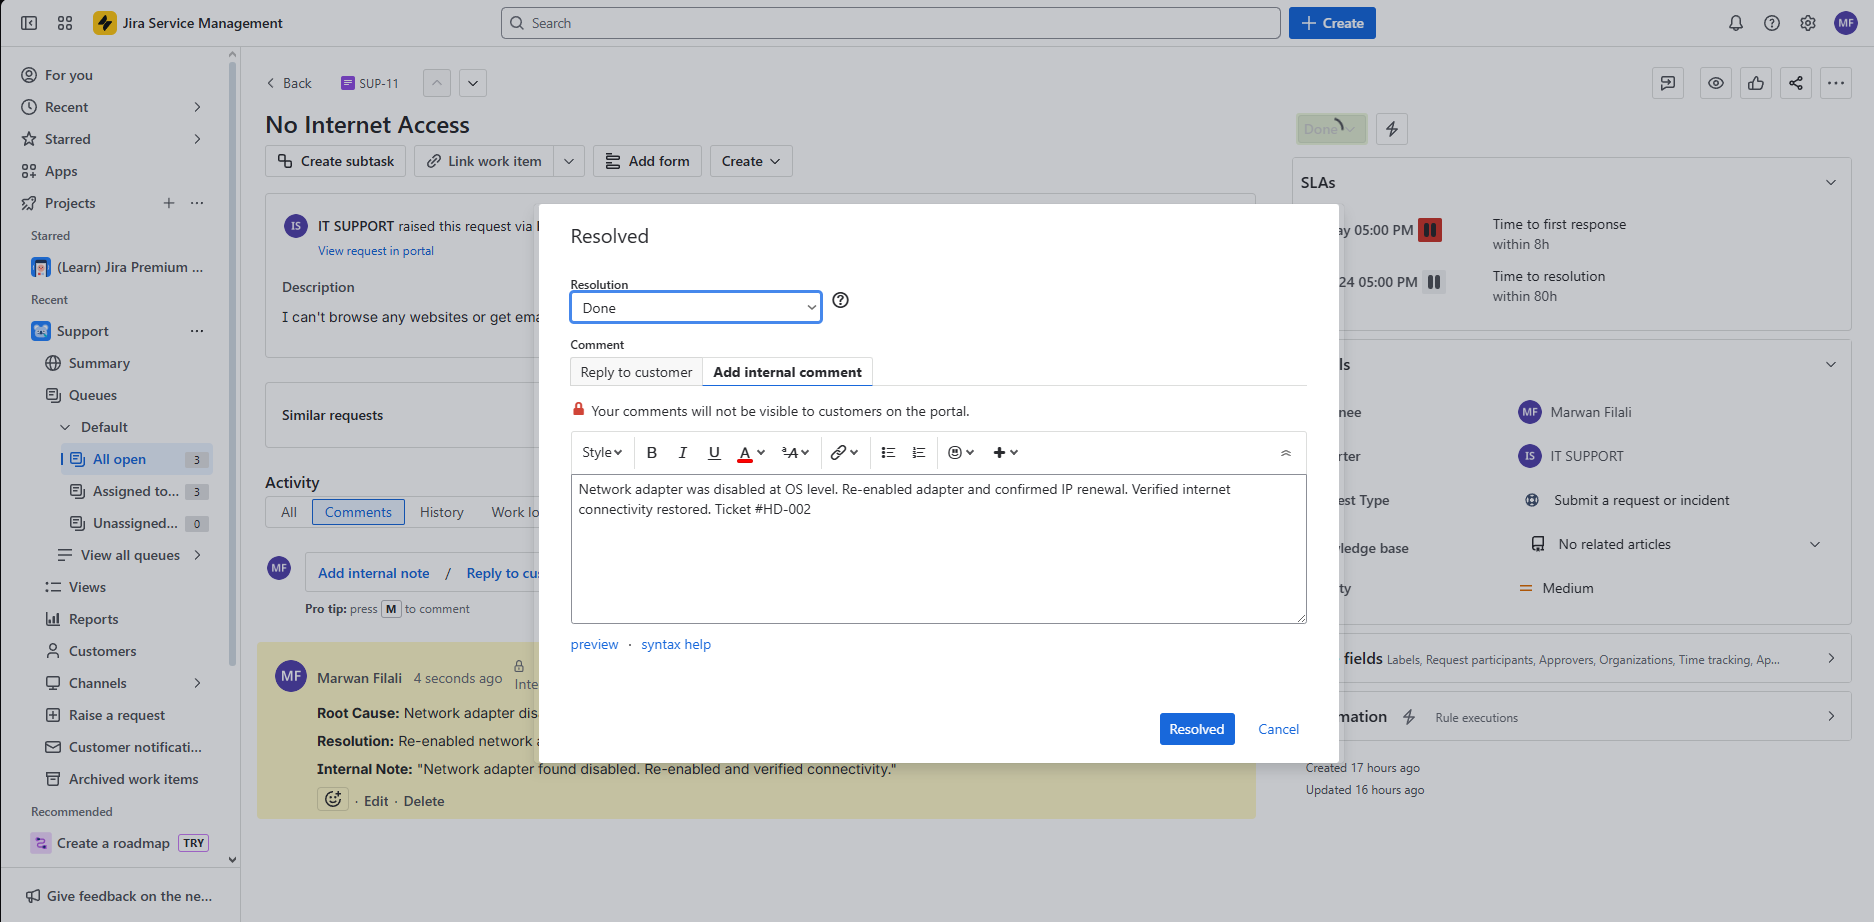 Jira Service Management
Search
Create
MF
For you
Recent
Starred
Apps
Projects
Starred
(Learn) Jira Premium ...
Recent
Support
Summary
Queues
Default
All open 3
Assigned to... 3
Unassigned... 0
View all queues
Views
Reports
Customers
Channels
Raise a request
Customer notificati...
Archived work items
Recommended
Create a roadmap TRY
Give feedback on the ne...
Back
SUP-11
No Internet Access
Create subtask
Link work item
Add form
Create
IS
IT SUPPORT raised this request via
View request in portal
Description
I can't browse any websites or get ema
Similar requests
Activity
All
Comments
History
Work lo
MF
Add internal note / Reply to cu
Pro tip: press M to comment
MF
Marwan Filali 4 seconds ago
Inte
Root Cause: Network adapter dis
Resolution: Re-enabled network a
Internal Note: "Network adapter found disabled. Re-enabled and verified connectivity."
· Edit · Delete
Resolved
Resolution
Done
Comment
Reply to customer
Add internal comment
Your comments will not be visible to customers on the portal.
Style
B I U A ªA
Network adapter was disabled at OS level. Re-enabled adapter and confirmed IP renewal. Verified internet
connectivity restored. Ticket #HD-002
preview · syntax help
Resolved
Cancel
Done
SLAs
ay 05:00 PM
Time to first response
within 8h
24 05:00 PM
Time to resolution
within 80h
ls
nee
MF Marwan Filali
rter
IS IT SUPPORT
est Type
Submit a request or incident
ledge base
No related articles
ty
Medium
fields Labels, Request participants, Approvers, Organizations, Time tracking, Ap...
mation Rule executions
Created 17 hours ago
Updated 16 hours ago